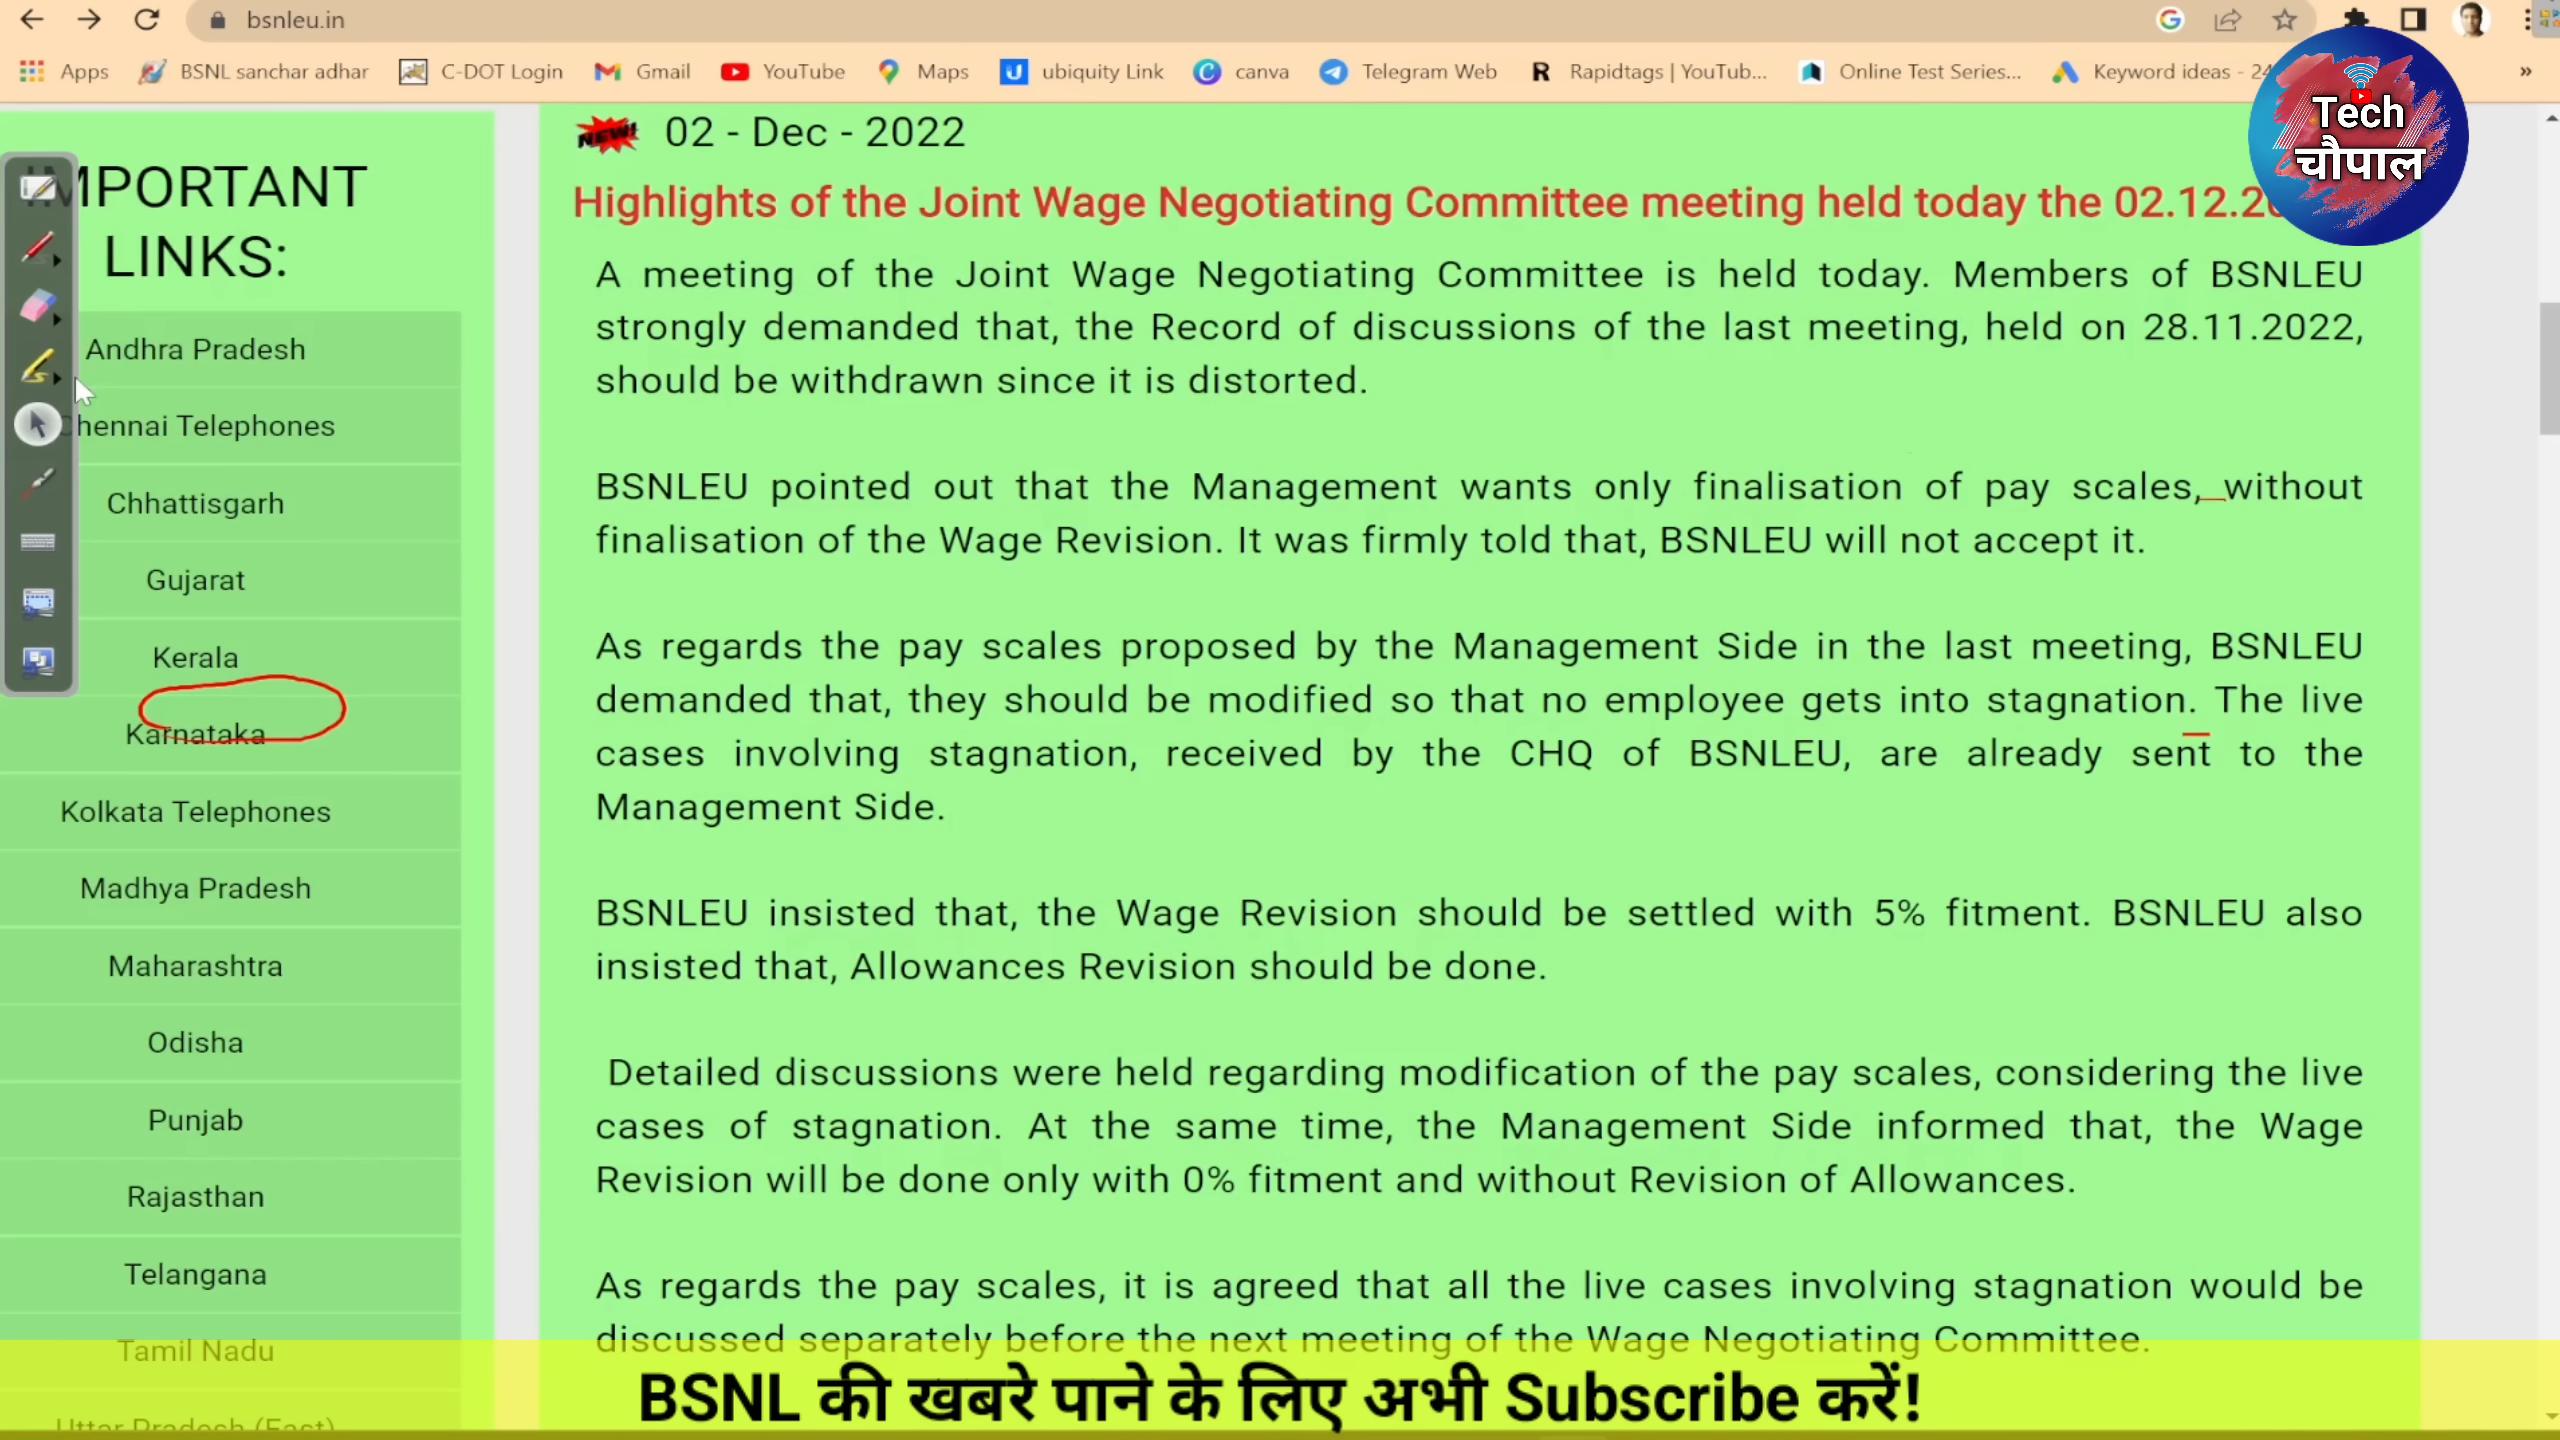 bsnleu.in
Apps BSNL sanchar adhar C-DOT Login Gmail YouTube Maps ubiquity Link canva Telegram Web Rapidtags | YouTub... Online Test Series... Keyword ideas - 24 »
Tech
चौपाल
IMPORTANT
LINKS:
Andhra Pradesh
Chennai Telephones
Chhattisgarh
Gujarat
Kerala
Karnataka
Kolkata Telephones
Madhya Pradesh
Maharashtra
Odisha
Punjab
Rajasthan
Telangana
Tamil Nadu
Uttar Pradesh (East)
NEW! 02 - Dec - 2022
Highlights of the Joint Wage Negotiating Committee meeting held today the 02.12.20
A meeting of the Joint Wage Negotiating Committee is held today. Members of BSNLEU
strongly demanded that, the Record of discussions of the last meeting, held on 28.11.2022,
should be withdrawn since it is distorted.
BSNLEU pointed out that the Management wants only finalisation of pay scales, without
finalisation of the Wage Revision. It was firmly told that, BSNLEU will not accept it.
As regards the pay scales proposed by the Management Side in the last meeting, BSNLEU
demanded that, they should be modified so that no employee gets into stagnation. The live
cases involving stagnation, received by the CHQ of BSNLEU, are already sent to the
Management Side.
BSNLEU insisted that, the Wage Revision should be settled with 5% fitment. BSNLEU also
insisted that, Allowances Revision should be done.
Detailed discussions were held regarding modification of the pay scales, considering the live
cases of stagnation. At the same time, the Management Side informed that, the Wage
Revision will be done only with 0% fitment and without Revision of Allowances.
As regards the pay scales, it is agreed that all the live cases involving stagnation would be
discussed separately before the next meeting of the Wage Negotiating Committee.
BSNL की खबरे पाने के लिए अभी Subscribe करें!